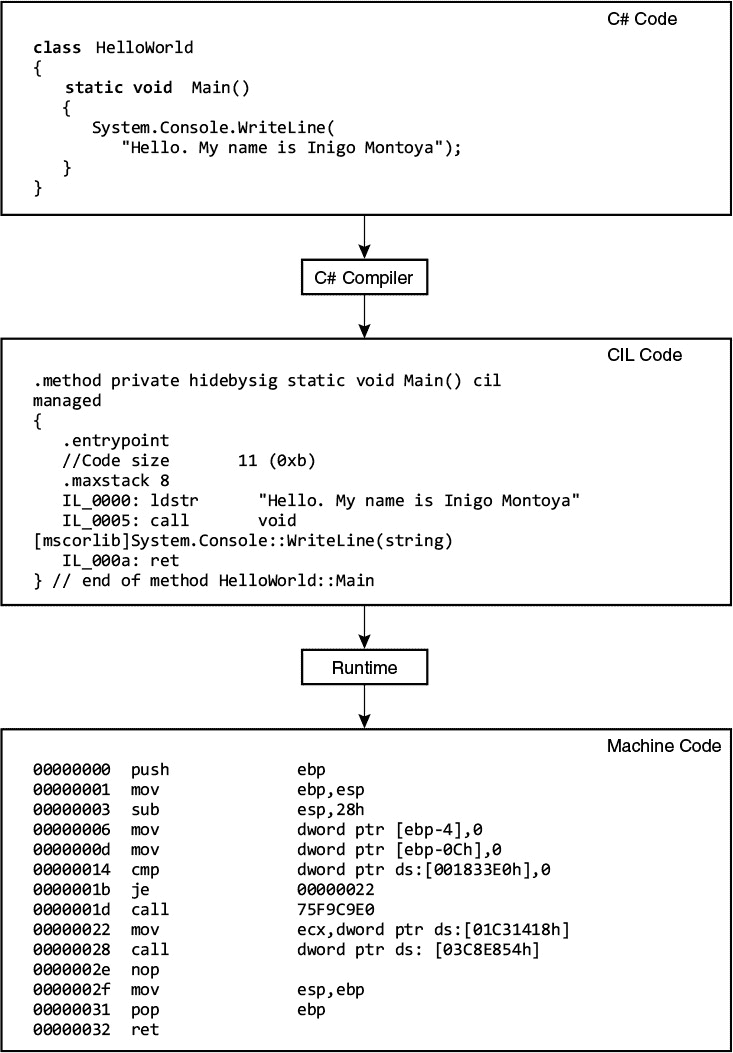 C# Code
class HelloWorld
{
static void Main()
{
System.Console.WriteLine(
"Hello. My name is Inigo Montoya");
}
}
C# Compiler
CIL Code
.method private hidebysig static void Main() cil
managed
{
.entrypoint
//Code size 11 (0xb)
.maxstack 8
IL_0000: ldstr "Hello. My name is Inigo Montoya"
IL_0005: call void
[mscorlib]System.Console::WriteLine(string)
IL_000a: ret
} // end of method HelloWorld::Main
Runtime
Machine Code
00000000 push ebp
00000001 mov ebp,esp
00000003 sub esp,28h
00000006 mov dword ptr [ebp-4],0
0000000d mov dword ptr [ebp-0Ch],0
00000014 cmp dword ptr ds:[001833E0h],0
0000001b je 00000022
0000001d call 75F9C9E0
00000022 mov ecx,dword ptr ds:[01C31418h]
00000028 call dword ptr ds: [03C8E854h]
0000002e nop
0000002f mov esp,ebp
00000031 pop ebp
00000032 ret